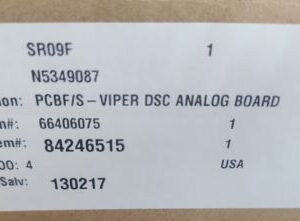 SR09F 1
N5349087
on: PCBF/S-VIPER DSC ANALOG BOARD
m#: 66406075 1
em#: 84246515 1
OO: 4 USA
Salv: 130217